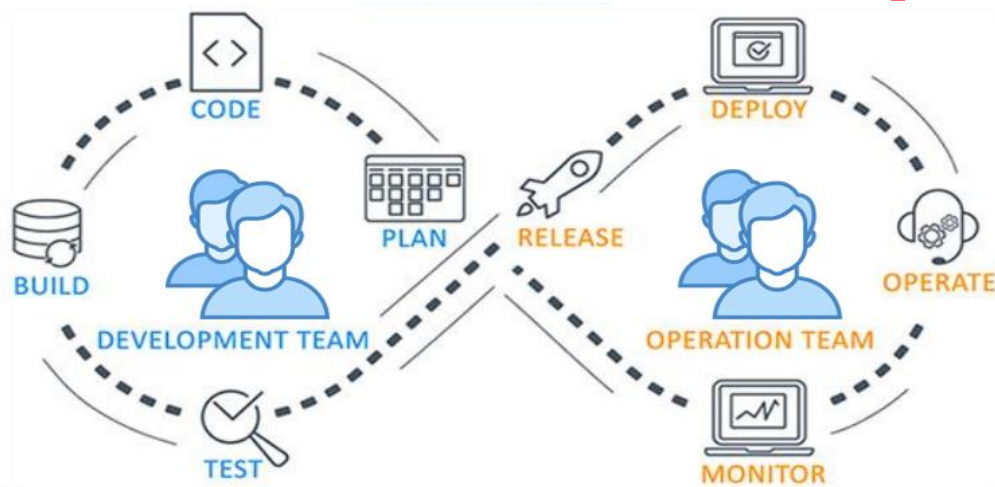 CODE
DEPLOY
PLAN
RELEASE
BUILD
OPERATE
DEVELOPMENT TEAM
OPERATION TEAM
TEST
MONITOR